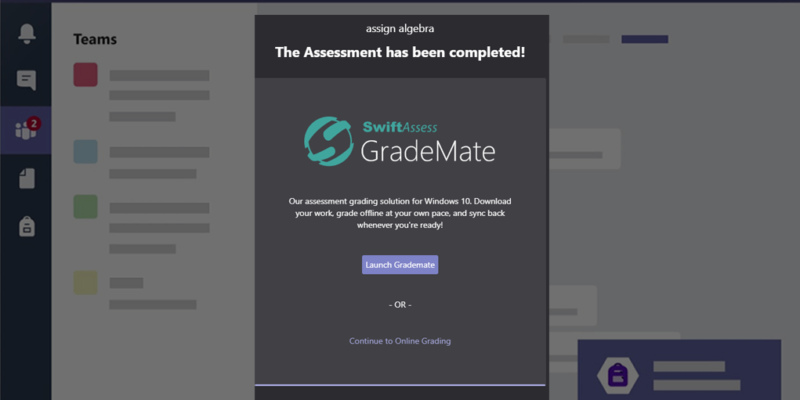 assign algebra
Teams
The Assessment has been completed!
2
SwiftAssess
GradeMate
Our assessment grading solution for Windows 10. Download
your work, grade offline at your own pace, and sync back
whenever you're ready!
Launch Grademate
- OR -
Continue to Online Grading